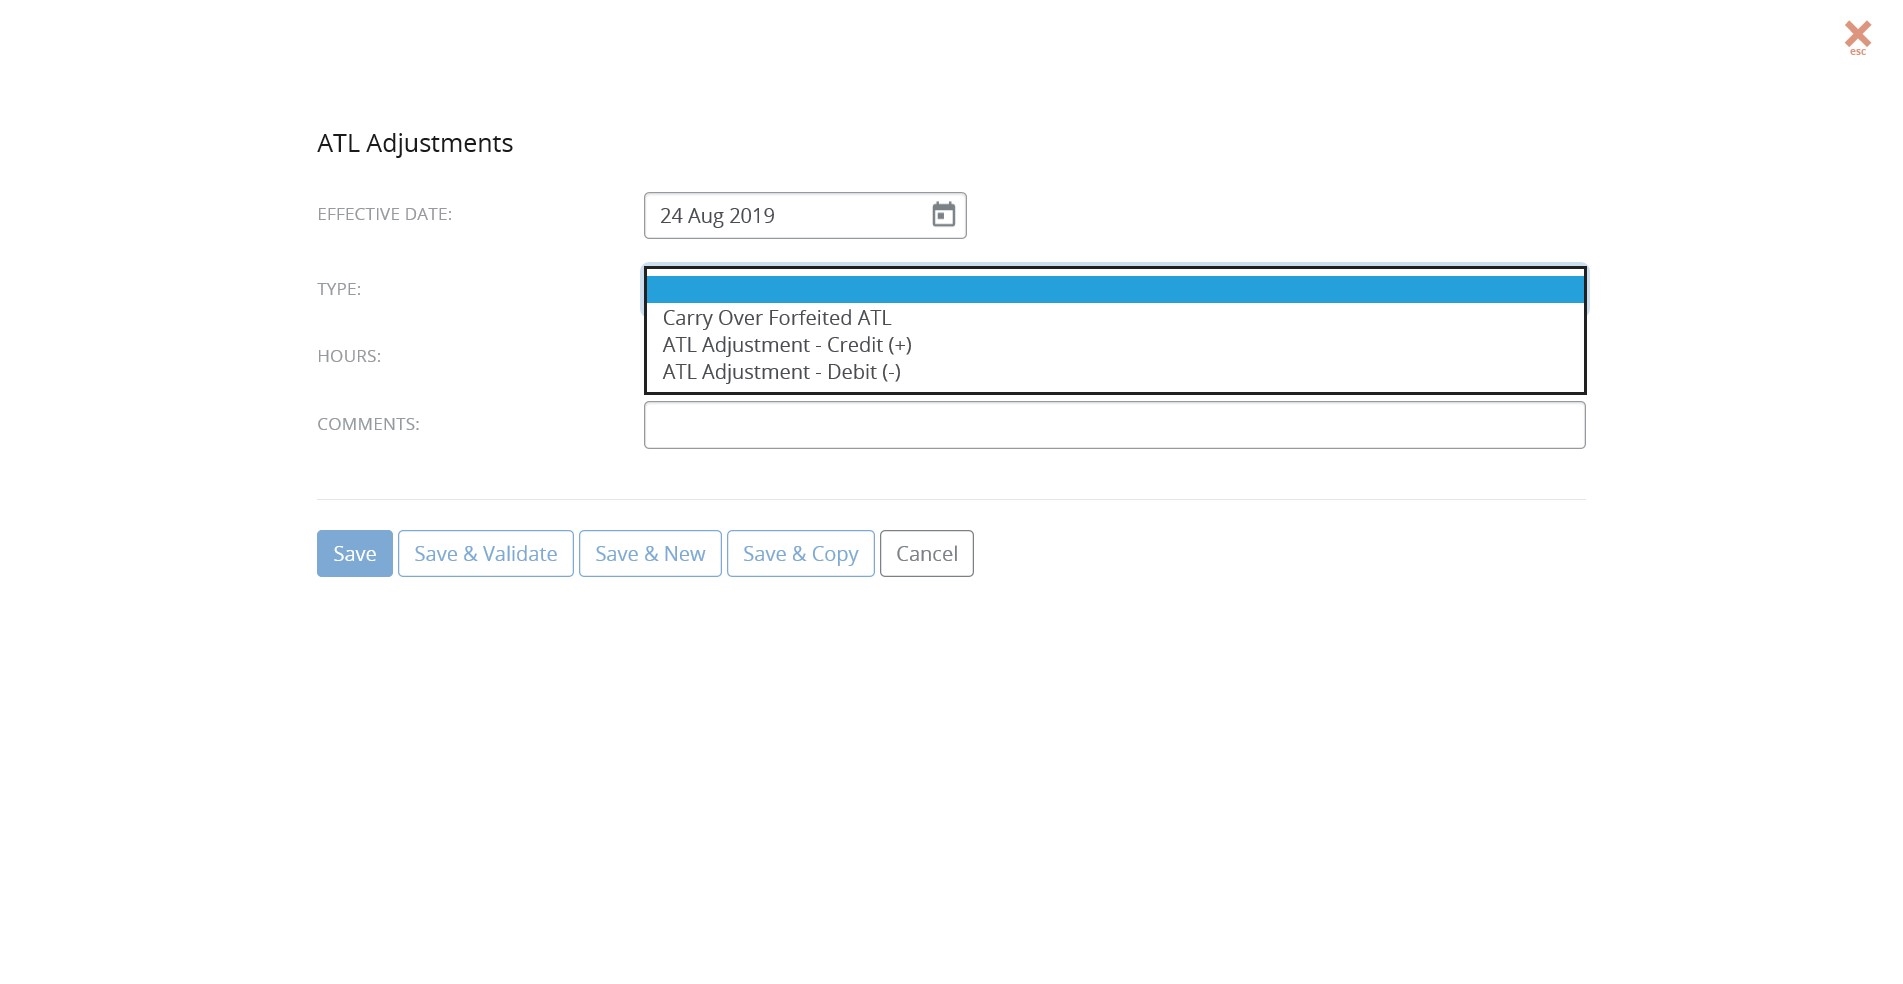 esc
ATL Adjustments
EFFECTIVE DATE:
24 Aug 2019
TYPE:
Carry Over Forfeited ATL
ATL Adjustment - Credit (+)
ATL Adjustment - Debit (-)
HOURS:
COMMENTS:
Save
Save & Validate
Save & New
Save & Copy
Cancel